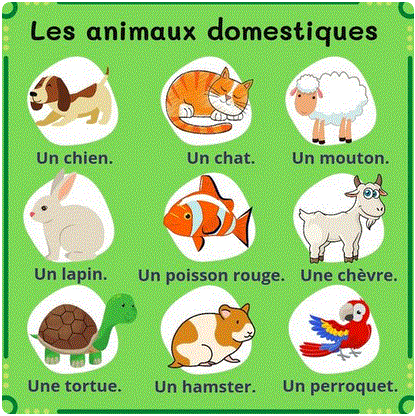 Les animaux domestiques
Un chien.
Un chat.
Un mouton.
Un lapin.
Un poisson rouge.
Une chèvre.
Une tortue.
Un hamster.
Un perroquet.